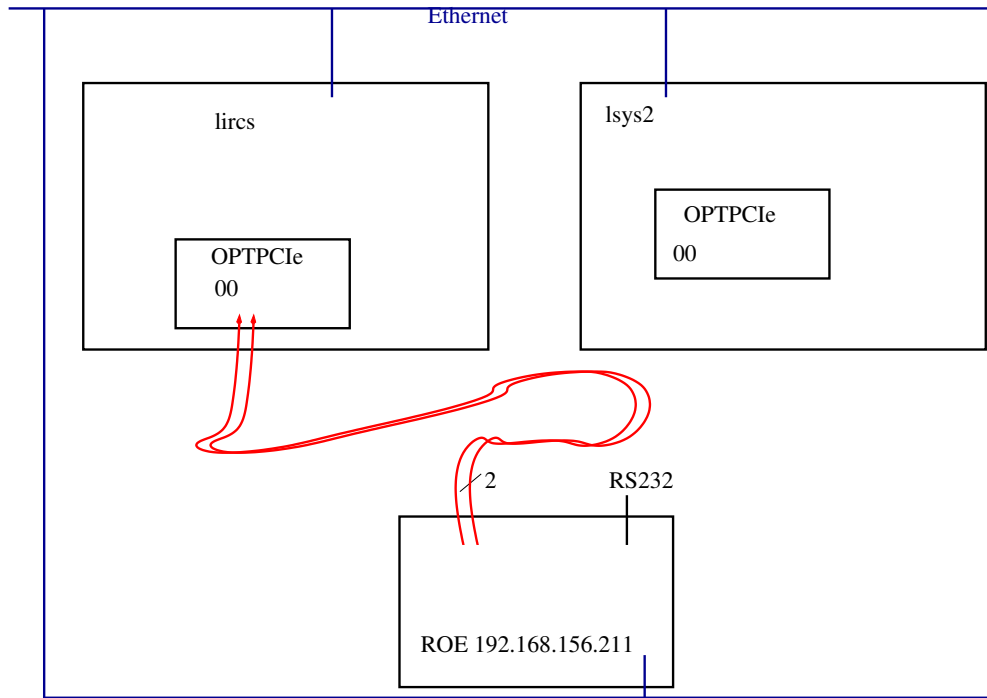 Ethernet
lircs
lsys2
OPTPCIe
00
OPTPCIe
00
2
RS232
ROE 192.168.156.211